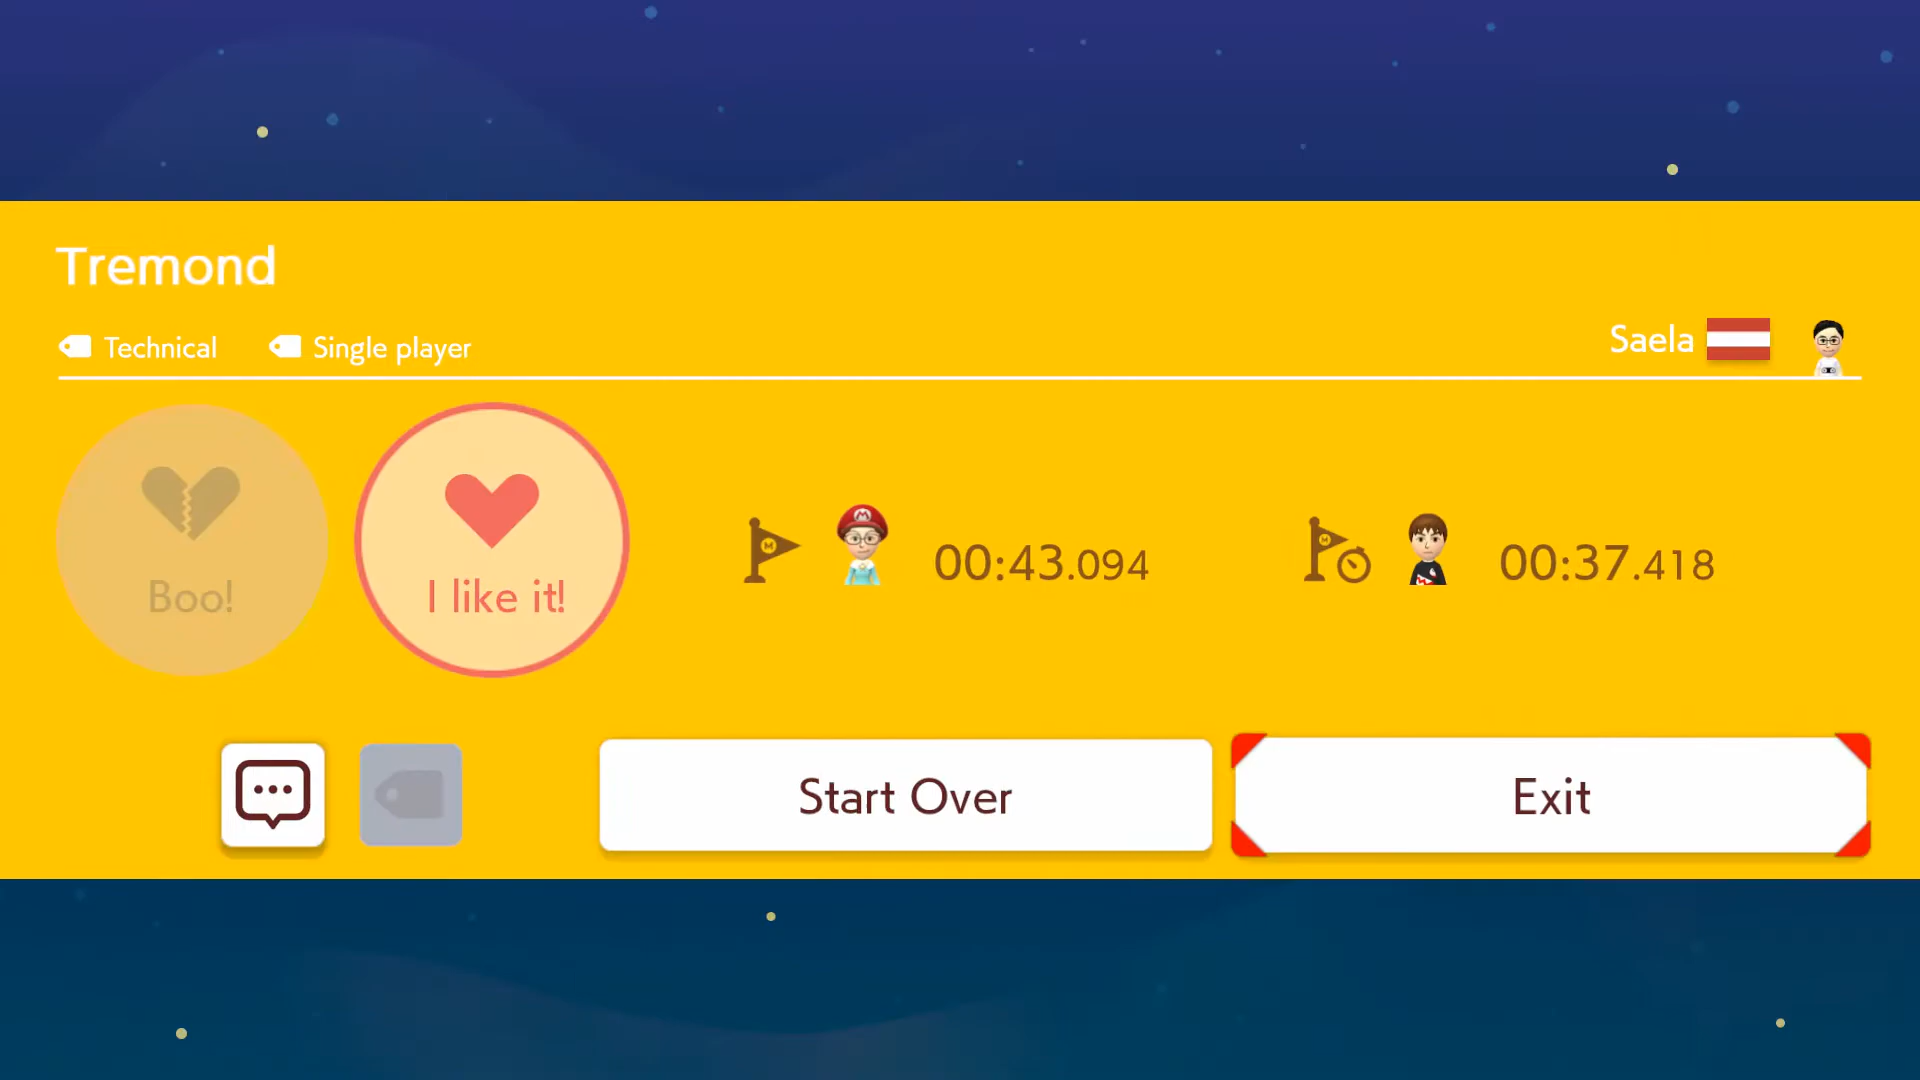 Tremond
Technical
Single player
Saela
Boo!
I like it!
00:43.094
00:37.418
Start Over
Exit